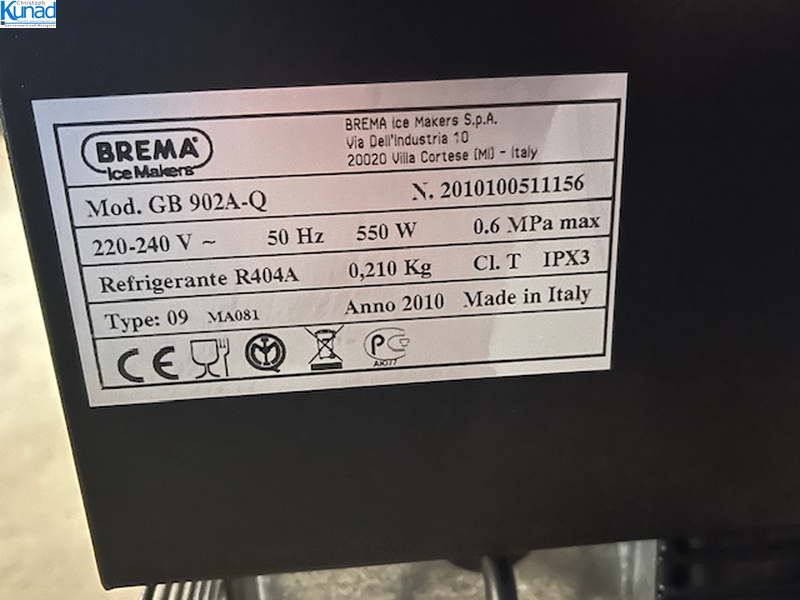 Christoph
Kunad
BREMA®
Ice Makers
BREMA Ice Makers S.p.A.
Via Dell'Industria 10
20020 Villa Cortese (MI) - Italy
Mod. GB 902A-Q N. 2010100511156
220-240 V ~ 50 Hz 550 W 0.6 MPa max
Refrigerante R404A 0,210 Kg Cl. T IPX3
Type: 09 MA081 Anno 2010 Made in Italy
CE